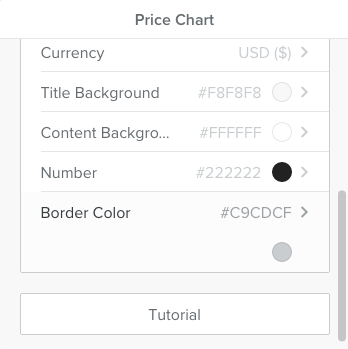 Price Chart
Currency USD ($)
Title Background #F8F8F8
Content Backgro... #FFFFFF
Number #222222
Border Color #C9CDCF
Tutorial